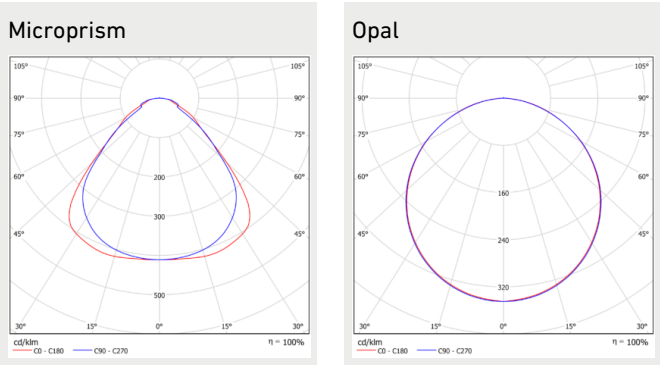 Microprism
105° 105°
90° 90°
75° 75°
60° 60°
45° 45°
200
300
500
30° 15° 0° 15° 30°
cd/klm η = 100%
C0 - C180 C90 - C270
Opal
105° 105°
90° 90°
75° 75°
60° 60°
45° 45°
160
240
320
30° 15° 0° 15° 30°
cd/klm η = 100%
C0 - C180 C90 - C270